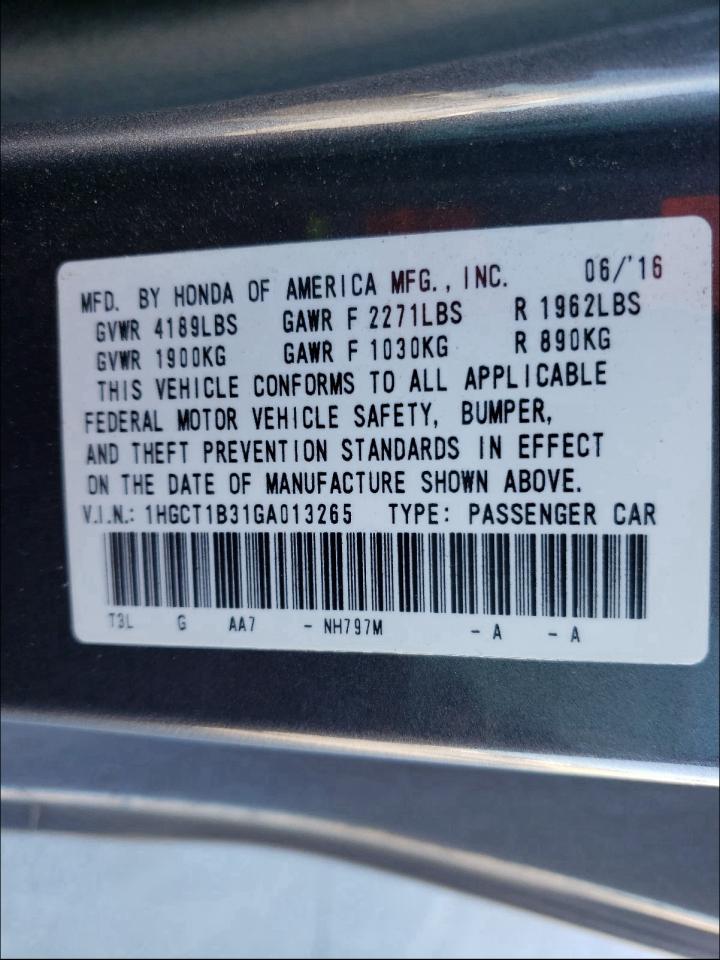 MFD. BY HONDA OF AMERICA MFG., INC. 06/'16
GVWR 4189LBS GAWR F 2271LBS R 1962LBS
GVWR 1900KG GAWR F 1030KG R 890KG
THIS VEHICLE CONFORMS TO ALL APPLICABLE
FEDERAL MOTOR VEHICLE SAFETY, BUMPER,
AND THEFT PREVENTION STANDARDS IN EFFECT
ON THE DATE OF MANUFACTURE SHOWN ABOVE.
V.I.N.: 1HGCT1B31GA013265 TYPE: PASSENGER CAR
T3L G AA7 - NH797M - A - A